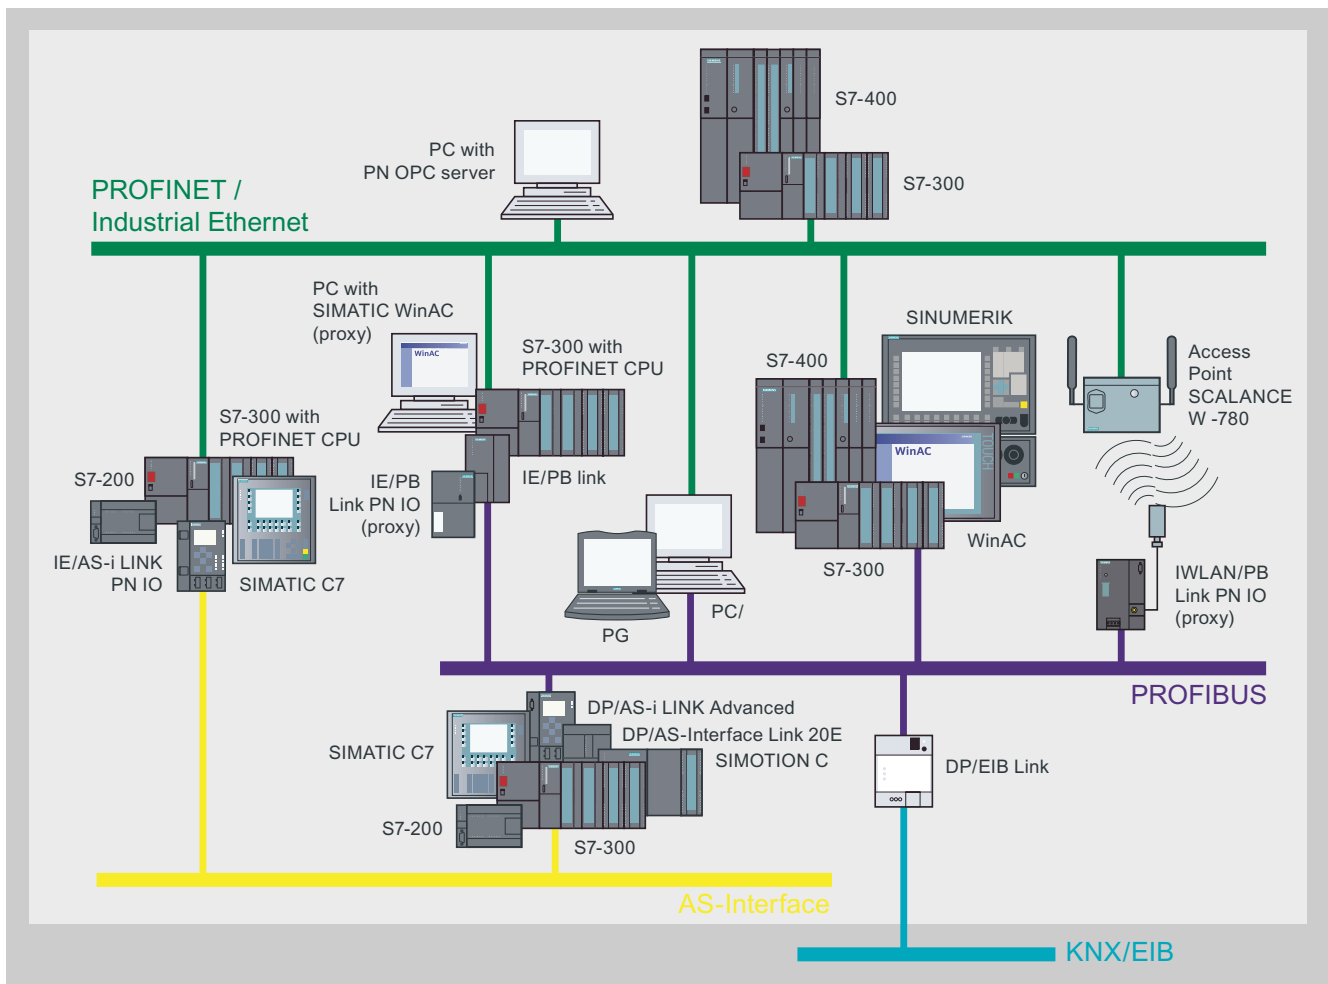 S7-400
PC with
PN OPC server
S7-300
PROFINET /
Industrial Ethernet
PC with
SIMATIC WinAC
(proxy)
WinAC
S7-300 with
PROFINET CPU
SINUMERIK
S7-400
Access
Point
SCALANCE
W -780
S7-300 with
PROFINET CPU
S7-200
IE/PB
Link PN IO
(proxy)
IE/PB link
WinAC
TOUCH
WinAC
S7-300
IE/AS-i LINK
PN IO
SIMATIC C7
PC/
PG
IWLAN/PB
Link PN IO
(proxy)
PROFIBUS
DP/AS-i LINK Advanced
DP/AS-Interface Link 20E
SIMATIC C7
SIMOTION C
DP/EIB Link
S7-200
S7-300
AS-Interface
KNX/EIB